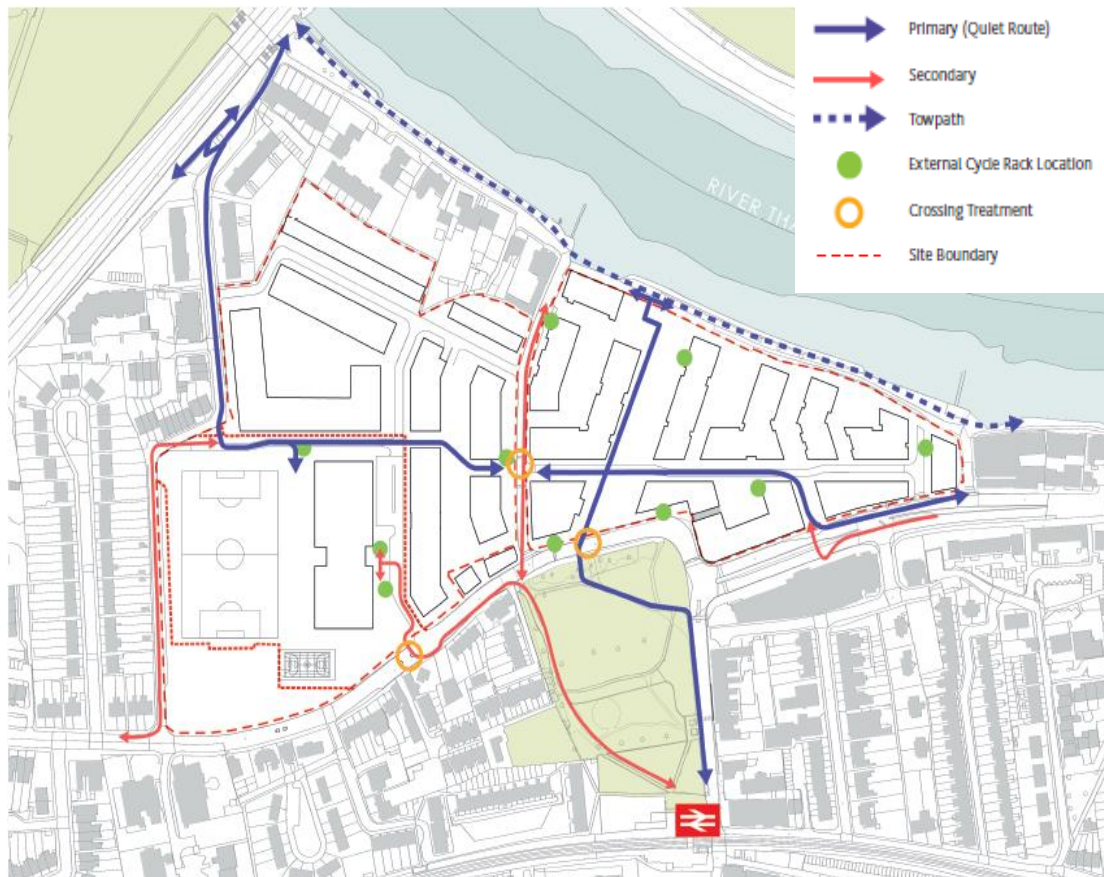 Primary (Quiet Route)
Secondary
Towpath
External Cycle Rack Location
Crossing Treatment
Site Boundary
RIVER THA